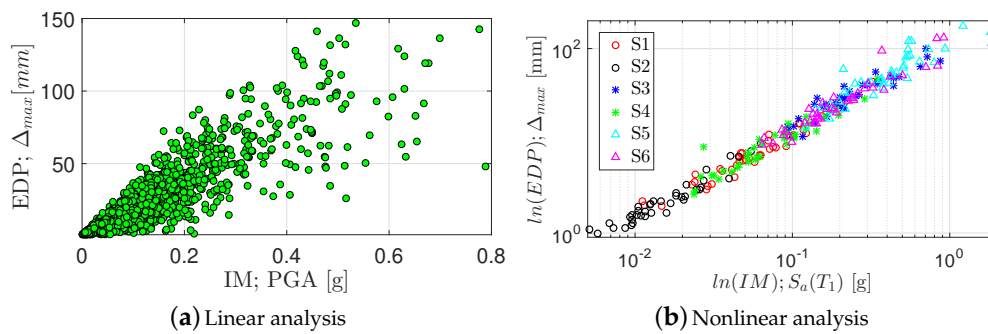 EDP; Δmax[mm]
150
100
50
0
0.2
0.4
0.6
0.8
IM; PGA [g]
(a) Linear analysis
ln(EDP); Δmax [mm]
10²
10⁰
S1
S2
S3
S4
S5
S6
10⁻²
10⁻¹
10⁰
ln(IM); Sa(T1) [g]
(b) Nonlinear analysis